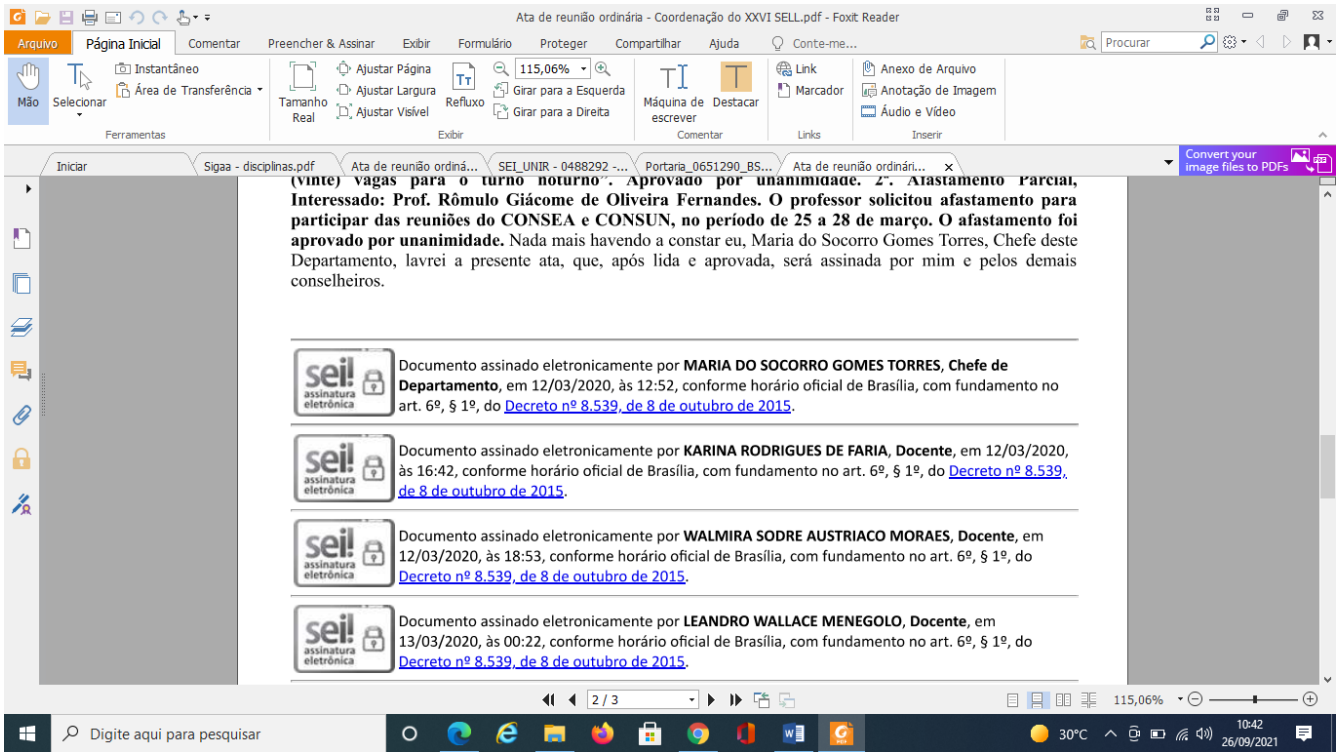 Ata de reunião ordinária - Coordenação do XXVI SELL.pdf - Foxit Reader
Arquivo Página Inicial Comentar Preencher & Assinar Exibir Formulário Proteger Compartilhar Ajuda Conte-me... Procurar
Mão
Selecionar
Instantâneo
Área de Transferência
Ferramentas
Tamanho Real
Ajustar Página
Ajustar Largura
Ajustar Visível
Refluxo
115,06%
Girar para a Esquerda
Girar para a Direita
Exibir
Máquina de escrever
Destacar
Comentar
Link
Marcador
Links
Anexo de Arquivo
Anotação de Imagem
Áudio e Vídeo
Inserir
Iniciar Sigaa - disciplinas.pdf Ata de reunião ordiná... SEI_UNIR - 0488292 -... Portaria_0651290_BS... Ata de reunião ordinári... x
Convert your
image files to PDFs
(vinte) vagas para o turno noturno". Aprovado por unanimidade. 2ª. Afastamento Parcial,
Interessado: Prof. Rômulo Giácome de Oliveira Fernandes. O professor solicitou afastamento para
participar das reuniões do CONSEA e CONSUN, no período de 25 a 28 de março. O afastamento foi
aprovado por unanimidade. Nada mais havendo a constar eu, Maria do Socorro Gomes Torres, Chefe deste
Departamento, lavrei a presente ata, que, após lida e aprovada, será assinada por mim e pelos demais
conselheiros.
sei!
assinatura
eletrônica
Documento assinado eletronicamente por MARIA DO SOCORRO GOMES TORRES, Chefe de
Departamento, em 12/03/2020, às 12:52, conforme horário oficial de Brasília, com fundamento no
art. 6º, § 1º, do Decreto nº 8.539, de 8 de outubro de 2015.
sei!
assinatura
eletrônica
Documento assinado eletronicamente por KARINA RODRIGUES DE FARIA, Docente, em 12/03/2020,
às 16:42, conforme horário oficial de Brasília, com fundamento no art. 6º, § 1º, do Decreto nº 8.539,
de 8 de outubro de 2015.
sei!
assinatura
eletrônica
Documento assinado eletronicamente por WALMIRA SODRE AUSTRIACO MORAES, Docente, em
12/03/2020, às 18:53, conforme horário oficial de Brasília, com fundamento no art. 6º, § 1º, do
Decreto nº 8.539, de 8 de outubro de 2015.
sei!
assinatura
eletrônica
Documento assinado eletronicamente por LEANDRO WALLACE MENEGOLO, Docente, em
13/03/2020, às 00:22, conforme horário oficial de Brasília, com fundamento no art. 6º, § 1º, do
Decreto nº 8.539, de 8 de outubro de 2015.
2 / 3
115,06%
Digite aqui para pesquisar
30°C
10:42
26/09/2021